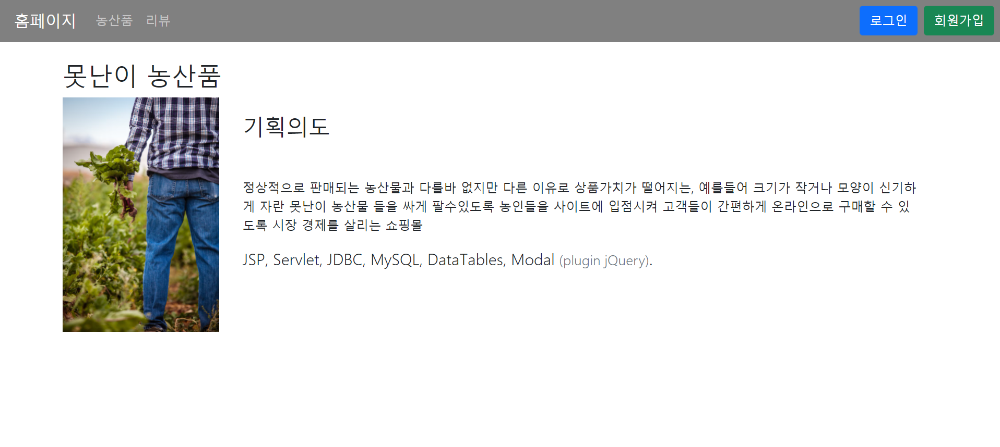 홈페이지 농산품 리뷰 로그인 회원가입
못난이 농산품
기획의도
정상적으로 판매되는 농산물과 다를바 없지만 다른 이유로 상품가치가 떨어지는, 예를들어 크기가 작거나 모양이 신기하
게 자란 못난이 농산물 들을 싸게 팔수있도록 농인들을 사이트에 입점시켜 고객들이 간편하게 온라인으로 구매할 수 있
도록 시장 경제를 살리는 쇼핑몰
JSP, Servlet, JDBC, MySQL, DataTables, Modal (plugin jQuery).